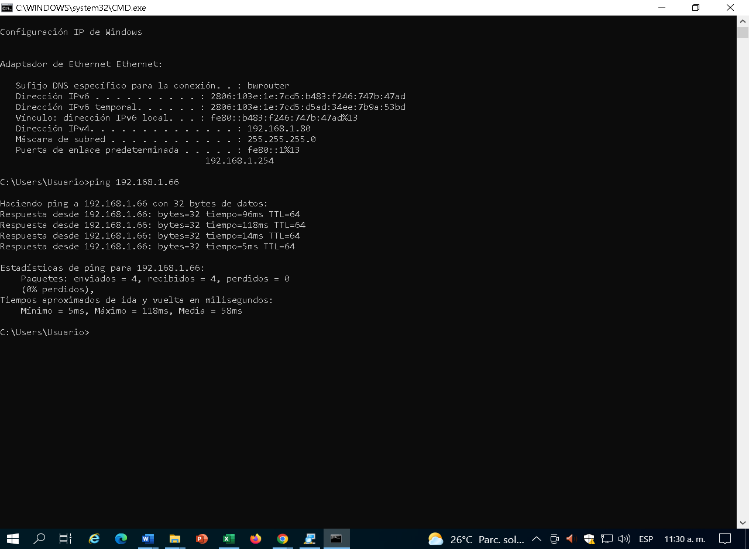 C:\WINDOWS\system32\CMD.exe
Configuración IP de Windows
Adaptador de Ethernet Ethernet:
Sufijo DNS específico para la conexión. . : bwrouter
Dirección IPv6 . . . . . . . . . . : 2806:103e:1e:7cd5:b483:f246:747b:47ad
Dirección IPv6 temporal. . . . . . : 2806:103e:1e:7cd5:d5ad:34ee:7b9a:53bd
Vínculo: dirección IPv6 local. . . : fe80::b483:f246:747b:47ad%13
Dirección IPv4. . . . . . . . . . . . . . : 192.168.1.80
Máscara de subred . . . . . . . . . . . . : 255.255.255.0
Puerta de enlace predeterminada . . . . . : fe80::1%13
192.168.1.254
C:\Users\Usuario>ping 192.168.1.66
Haciendo ping a 192.168.1.66 con 32 bytes de datos:
Respuesta desde 192.168.1.66: bytes=32 tiempo=96ms TTL=64
Respuesta desde 192.168.1.66: bytes=32 tiempo=118ms TTL=64
Respuesta desde 192.168.1.66: bytes=32 tiempo=14ms TTL=64
Respuesta desde 192.168.1.66: bytes=32 tiempo=5ms TTL=64
Estadísticas de ping para 192.168.1.66:
Paquetes: enviados = 4, recibidos = 4, perdidos = 0
(0% perdidos),
Tiempos aproximados de ida y vuelta en milisegundos:
Mínimo = 5ms, Máximo = 118ms, Media = 58ms
C:\Users\Usuario>
26°C Parc. sol... ESP 11:30 a. m.